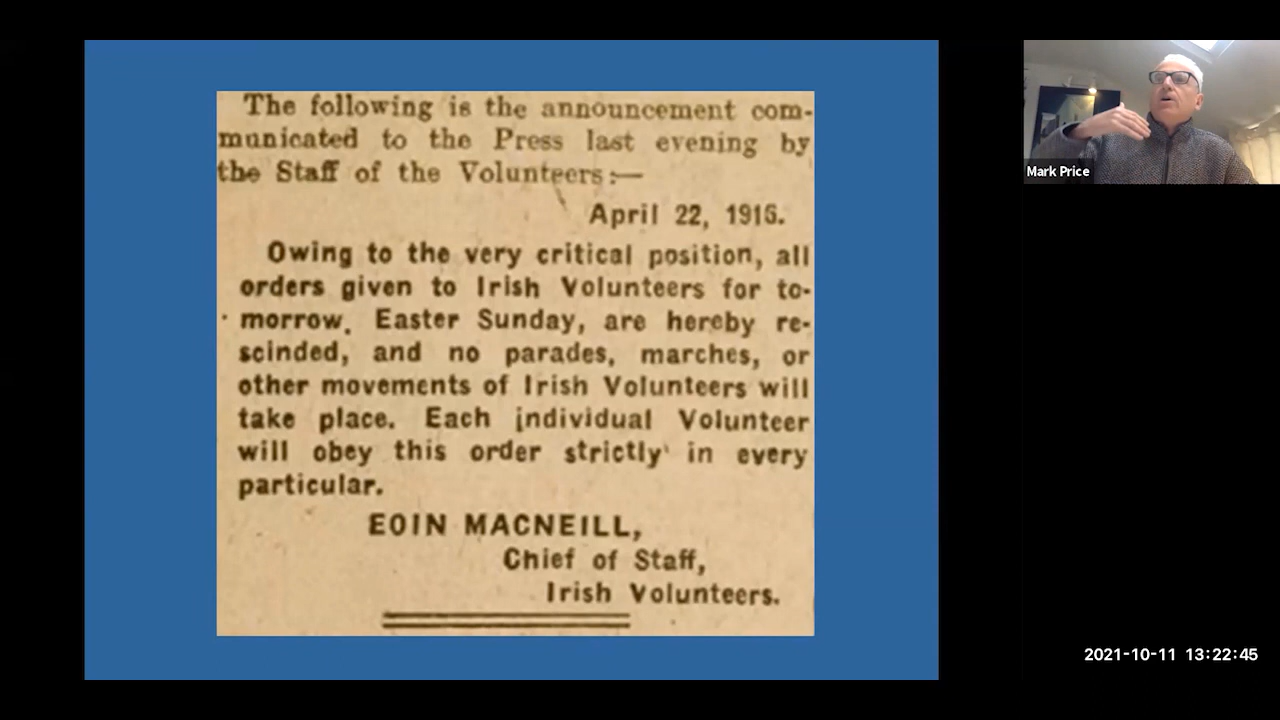 The following is the announcement com-
municated to the Press last evening by
the Staff of the Volunteers:—
April 22, 1916.
Owing to the very critical position, all
orders given to Irish Volunteers for to-
morrow, Easter Sunday, are hereby re-
scinded, and no parades, marches, or
other movements of Irish Volunteers will
take place. Each individual Volunteer
will obey this order strictly in every
particular.
EOIN MACNEILL,
Chief of Staff,
Irish Volunteers.
Mark Price
2021-10-11 13:22:45